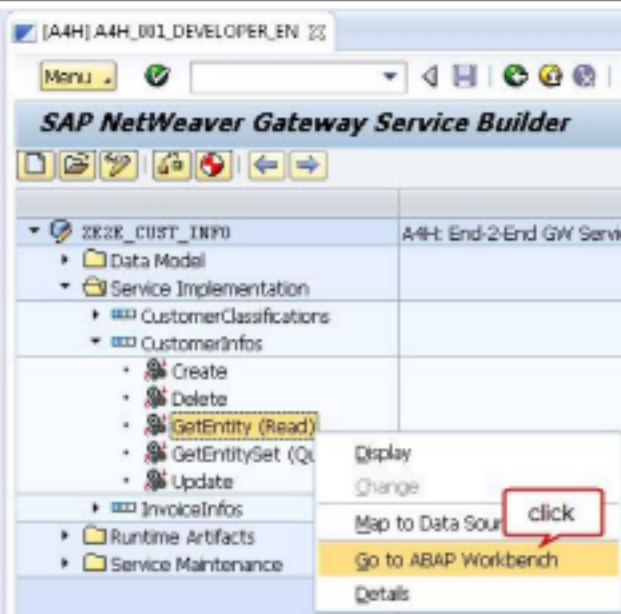 [A4H] A4H_001_DEVELOPER_EN
Menu
SAP NetWeaver Gateway Service Builder
ZE2E_CUST_INFO
A4H: End-2-End GW Servi
Data Model
Service Implementation
CustomerClassifications
CustomerInfos
Create
Delete
GetEntity (Read)
GetEntitySet (Qu
Update
InvoiceInfos
Runtime Artifacts
Service Maintenance
Display
Change
Map to Data Sour
click
Go to ABAP Workbench
Details